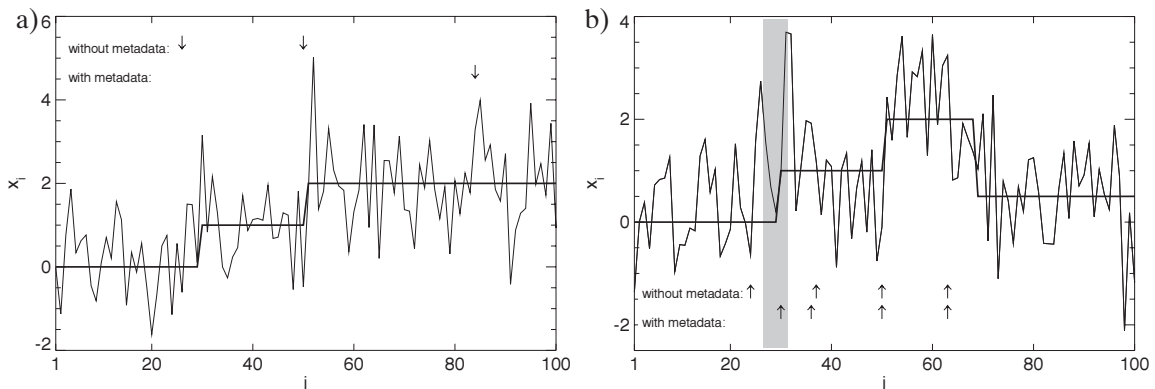 a)
6
without metadata: ↓ ↓
with metadata: ↓
4
2
0
-2
x_i
1 20 40 60 80 100
i
b)
4
2
0
-2
x_i
without metadata: ↑ ↑ ↑ ↑
with metadata: ↑ ↑ ↑ ↑
1 20 40 60 80 100
i